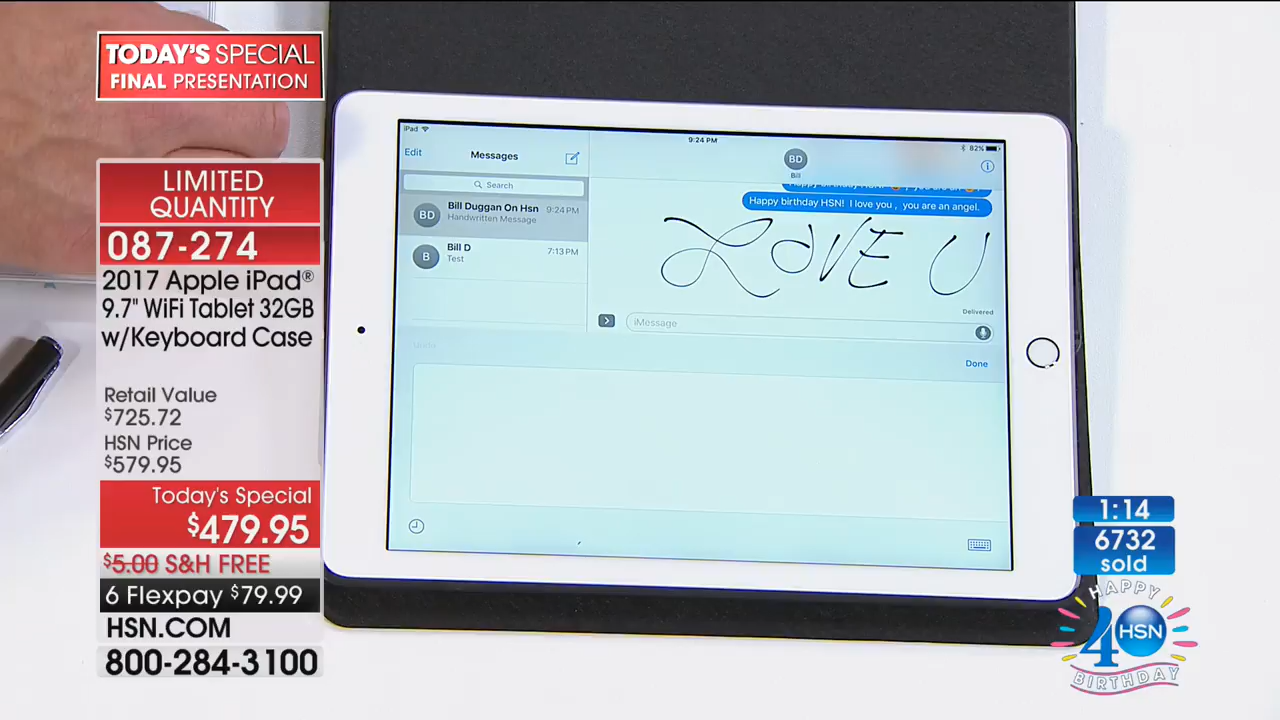 TODAY'S SPECIAL
FINAL PRESENTATION
LIMITED
QUANTITY
087-274
2017 Apple iPad®
9.7" WiFi Tablet 32GB
w/Keyboard Case
Retail Value
$725.72
HSN Price
$579.95
Today's Special
$479.95
$5.00 S&H FREE
6 Flexpay $79.99
HSN.COM
800-284-3100
iPad
9:24 PM
82%
Edit
Messages
Search
BD
Bill Duggan On Hsn
9:24 PM
Handwritten Message
B
Bill D
7:13 PM
Test
BD
Bill
Happy birthday HSN! I love you , you are an angel.
LOVE U
Delivered
iMessage
Undo
Done
1:14
6732
sold
HAPPY
40
HSN
BIRTHDAY